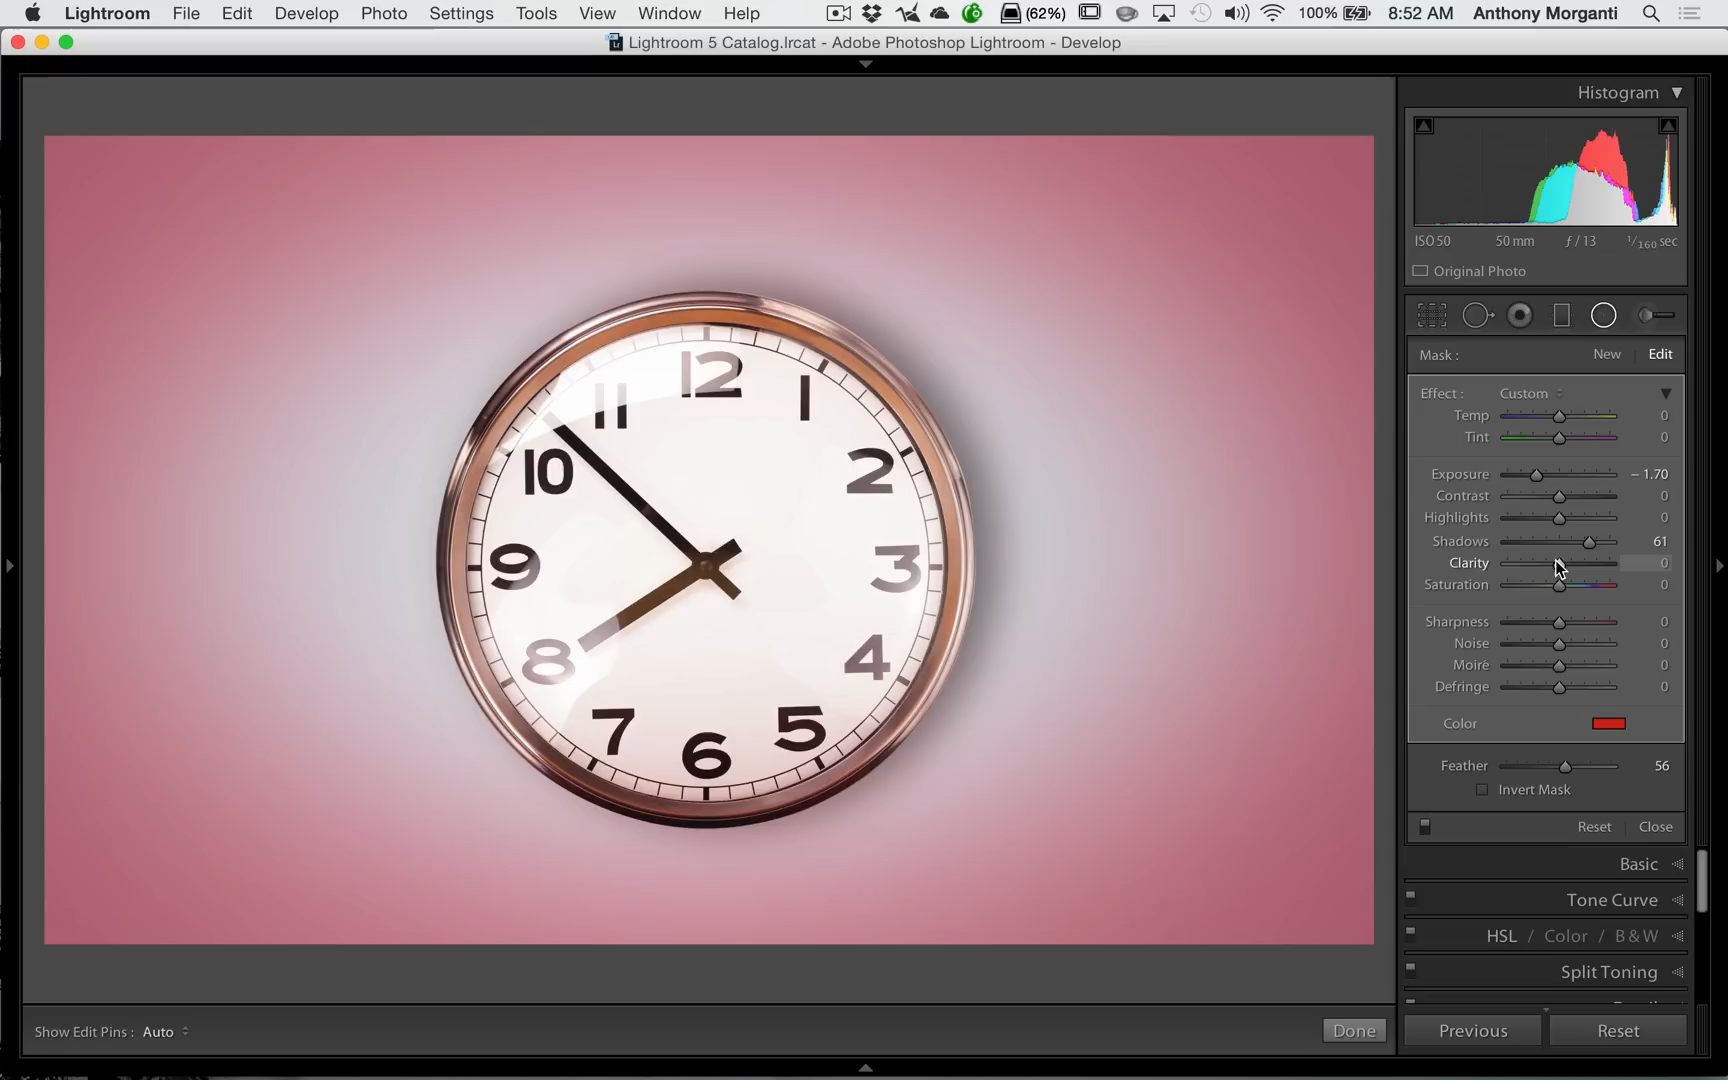 Lightroom File Edit Develop Photo Settings Tools View Window Help (62%) 100% 8:52 AM Anthony Morganti
Lightroom 5 Catalog.lrcat - Adobe Photoshop Lightroom - Develop
Histogram
ISO 50 50 mm ƒ / 13 1/160 sec
Original Photo
Mask : New Edit
Effect : Custom
Temp 0
Tint 0
Exposure – 1.70
Contrast 0
Highlights 0
Shadows 61
Clarity 0
Saturation 0
Sharpness 0
Noise 0
Moiré 0
Defringe 0
Color
Feather 56
Invert Mask
Reset Close
Basic
Tone Curve
HSL / Color / B & W
Split Toning
Previous Reset
12
11 1
10 2
9 3
8 4
7 5
6
Show Edit Pins : Auto Done